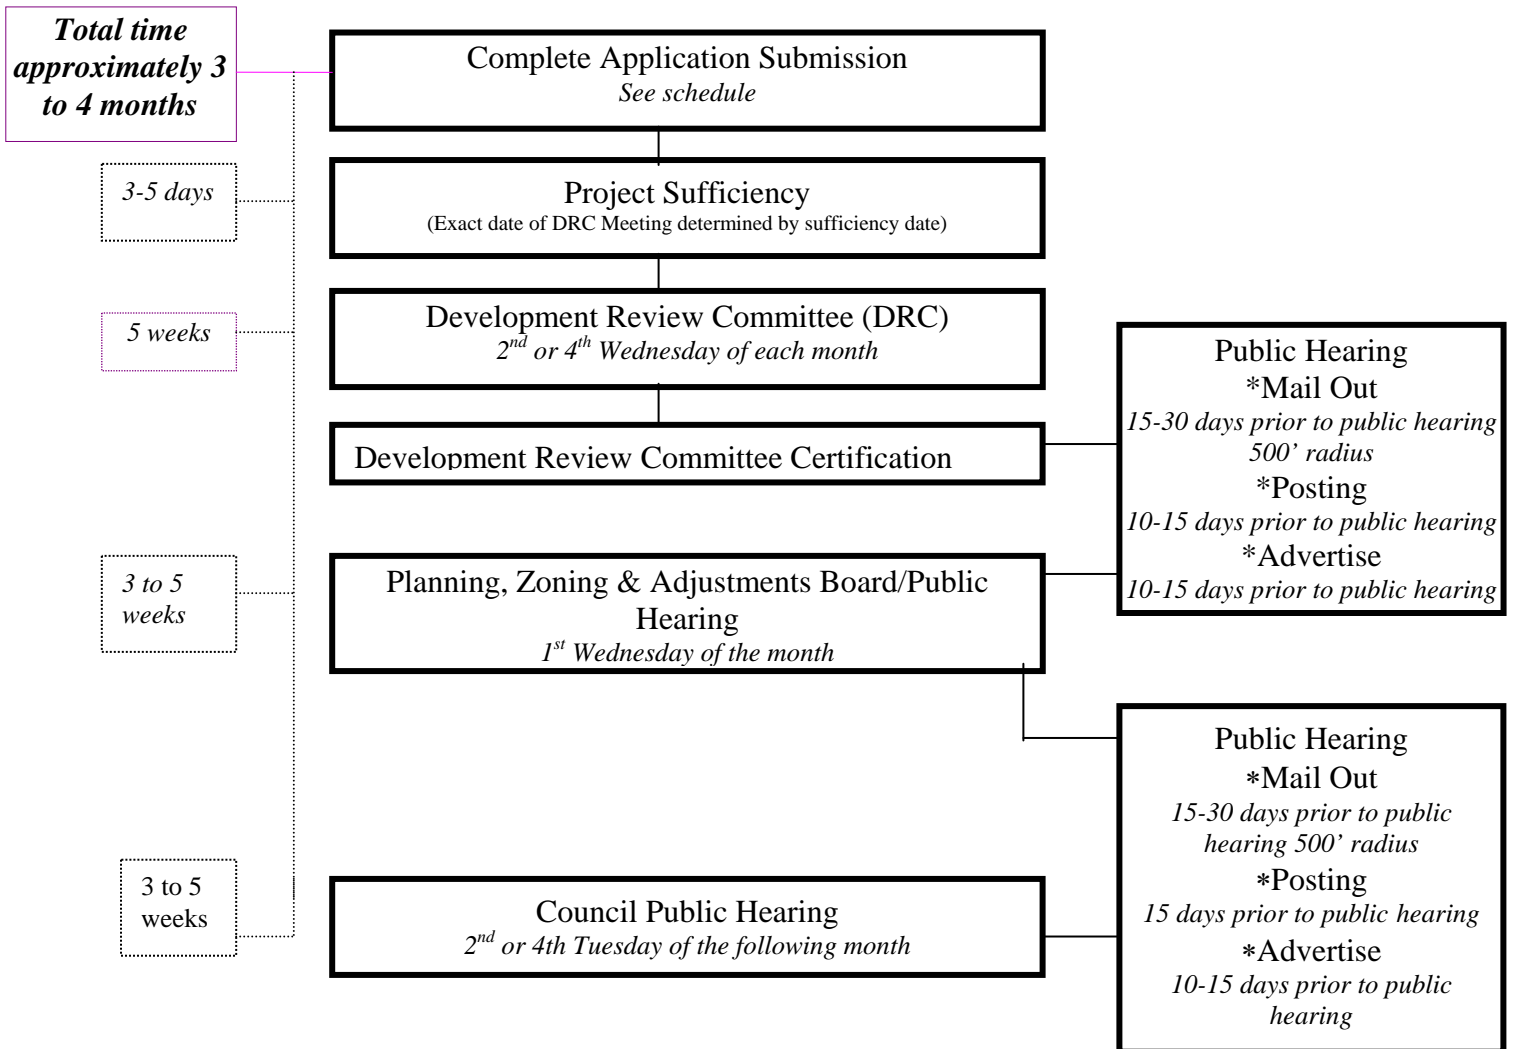 Total time
approximately 3
to 4 months
Complete Application Submission
See schedule
3-5 days
Project Sufficiency
(Exact date of DRC Meeting determined by sufficiency date)
5 weeks
Development Review Committee (DRC)
2nd or 4th Wednesday of each month
Development Review Committee Certification
Public Hearing
*Mail Out
15-30 days prior to public hearing
500’ radius
*Posting
10-15 days prior to public hearing
*Advertise
10-15 days prior to public hearing
3 to 5
weeks
Planning, Zoning & Adjustments Board/Public
Hearing
1st Wednesday of the month
Public Hearing
*Mail Out
15-30 days prior to public
hearing 500’ radius
*Posting
15 days prior to public hearing
*Advertise
10-15 days prior to public
hearing
3 to 5
weeks
Council Public Hearing
2nd or 4th Tuesday of the following month